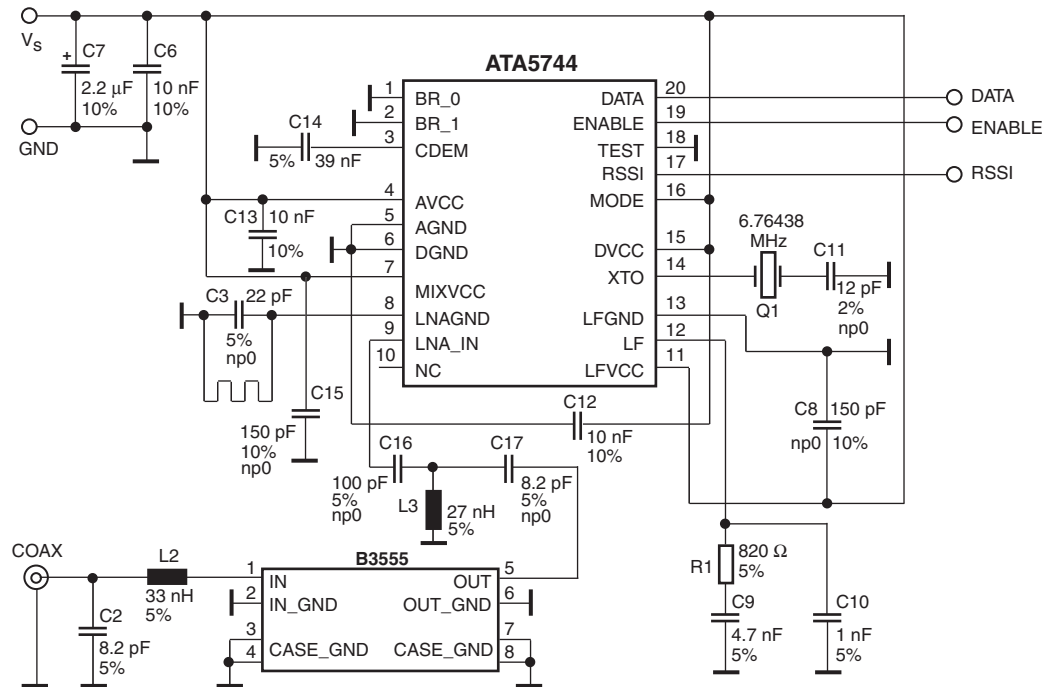 V_S
GND
C7
+
2.2 μF
10%
C6
10 nF
10%
ATA5744
1
BR_0
2
BR_1
3
CDEM
4
AVCC
5
AGND
6
DGND
7
MIXVCC
8
LNAGND
9
LNA_IN
10
NC
DATA
20
ENABLE
19
TEST
18
RSSI
17
MODE
16
DVCC
15
XTO
14
LFGND
13
LF
12
LFVCC
11
DATA
ENABLE
RSSI
C14
5% 39 nF
C13 10 nF
10%
C3 22 pF
5%
np0
C15
150 pF
10%
np0
6.76438
MHz
Q1
C11
12 pF
2%
np0
C12
10 nF
10%
C8 150 pF
np0 10%
C16
100 pF
5%
np0
C17
8.2 pF
5%
np0
L3 27 nH
5%
COAX
L2
33 nH
5%
C2
8.2 pF
5%
B3555
1
IN
2
IN_GND
3
4
CASE_GND
OUT
5
OUT_GND
6
CASE_GND
7
8
R1 820 Ω
5%
C9
4.7 nF
5%
C10
1 nF
5%